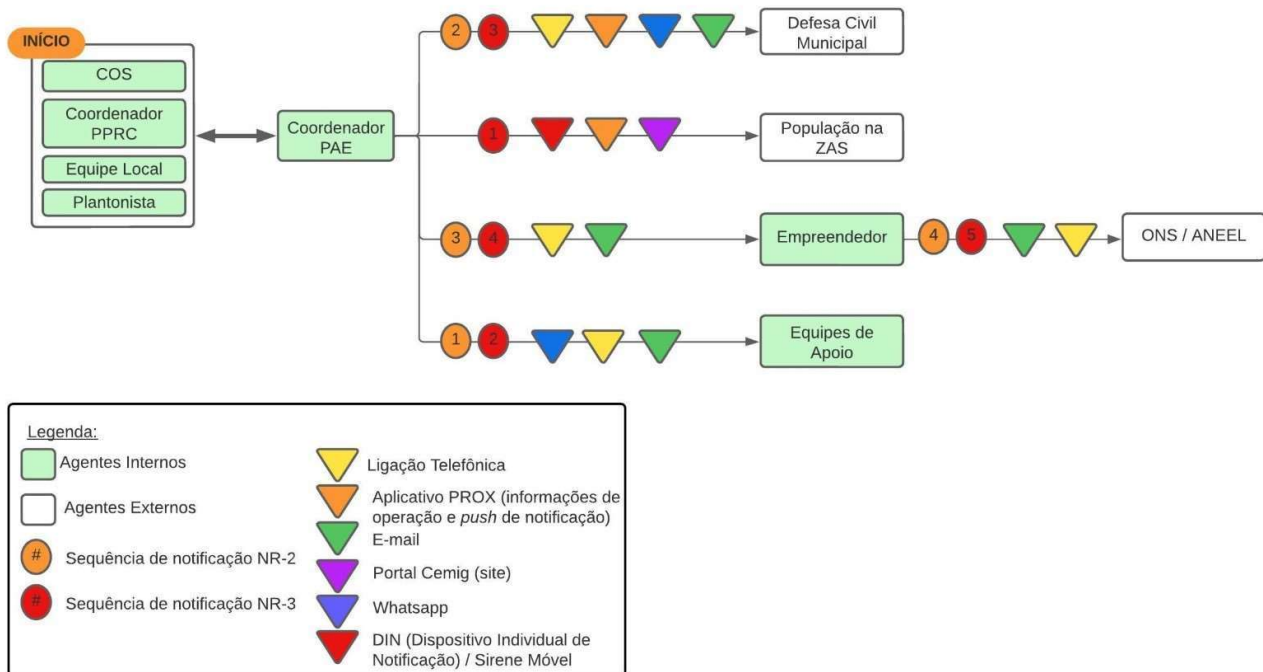 INÍCIO
COS
Coordenador
PPRC
Equipe Local
Plantonista
Coordenador
PAE
2 3
Defesa Civil
Municipal
1
População na
ZAS
3 4
Empreendedor
4 5
ONS / ANEEL
1 2
Equipes de
Apoio
Legenda:
Agentes Internos
Agentes Externos
# Sequência de notificação NR-2
# Sequência de notificação NR-3
Ligação Telefônica
Aplicativo PROX (informações de
operação e push de notificação)
E-mail
Portal Cemig (site)
Whatsapp
DIN (Dispositivo Individual de
Notificação) / Sirene Móvel